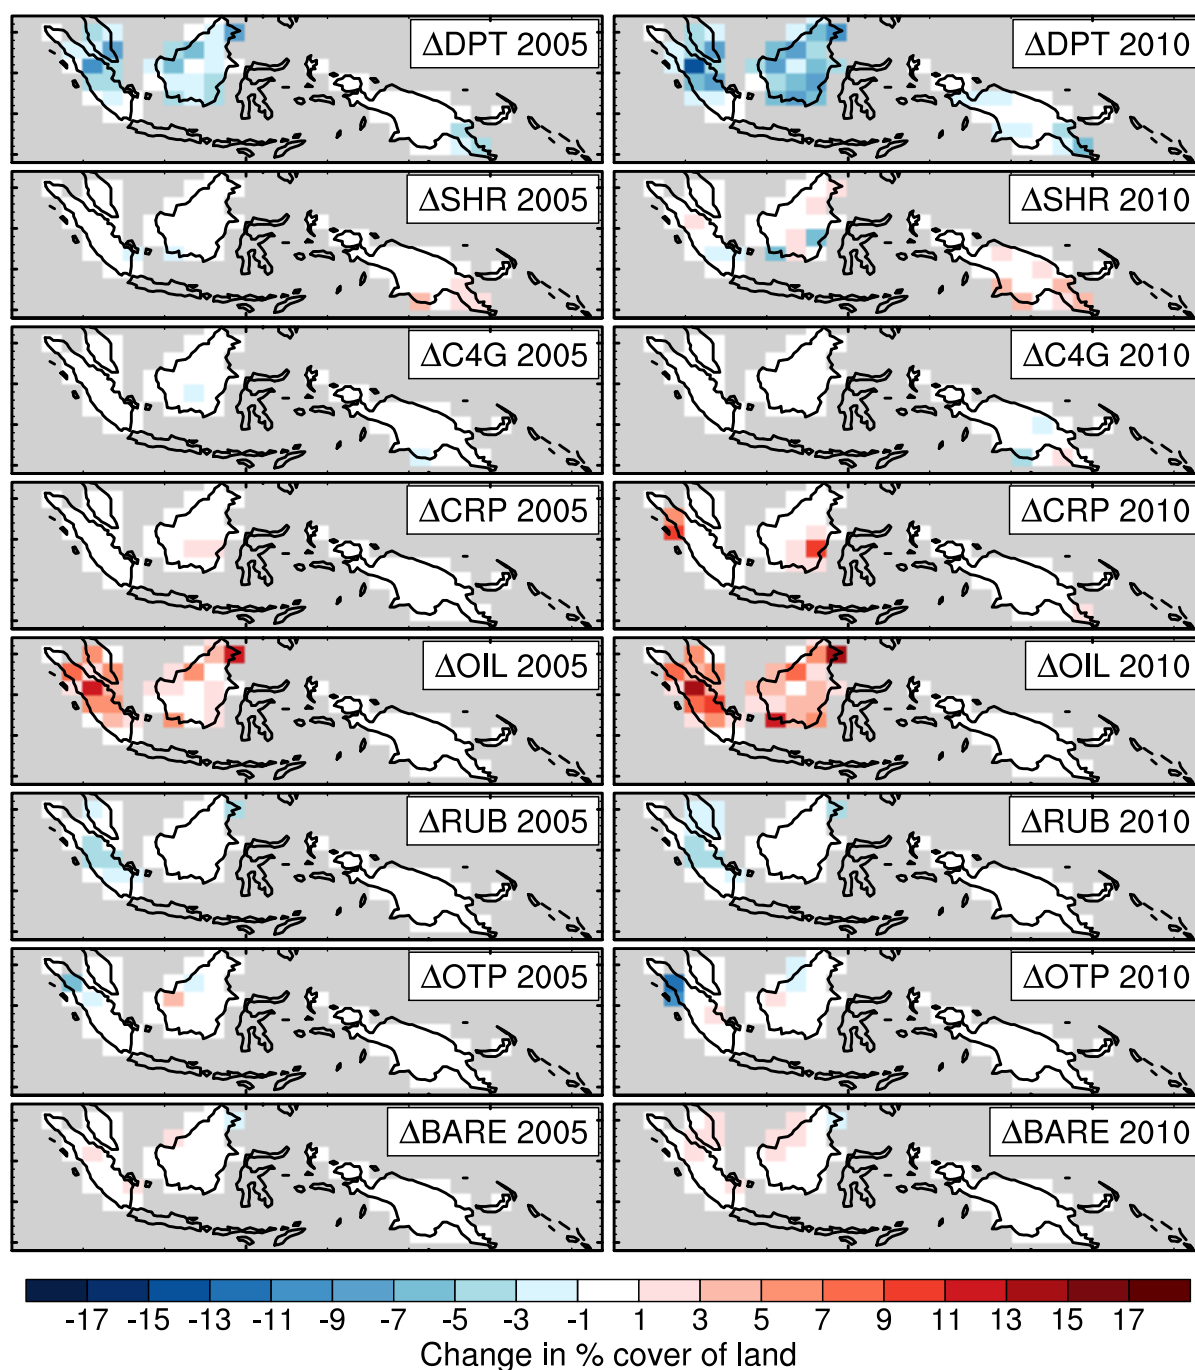 ΔDPT 2005
ΔDPT 2010
ΔSHR 2005
ΔSHR 2010
ΔC4G 2005
ΔC4G 2010
ΔCRP 2005
ΔCRP 2010
ΔOIL 2005
ΔOIL 2010
ΔRUB 2005
ΔRUB 2010
ΔOTP 2005
ΔOTP 2010
ΔBARE 2005
ΔBARE 2010
-17 -15 -13 -11 -9 -7 -5 -3 -1 1 3 5 7 9 11 13 15 17
Change in % cover of land